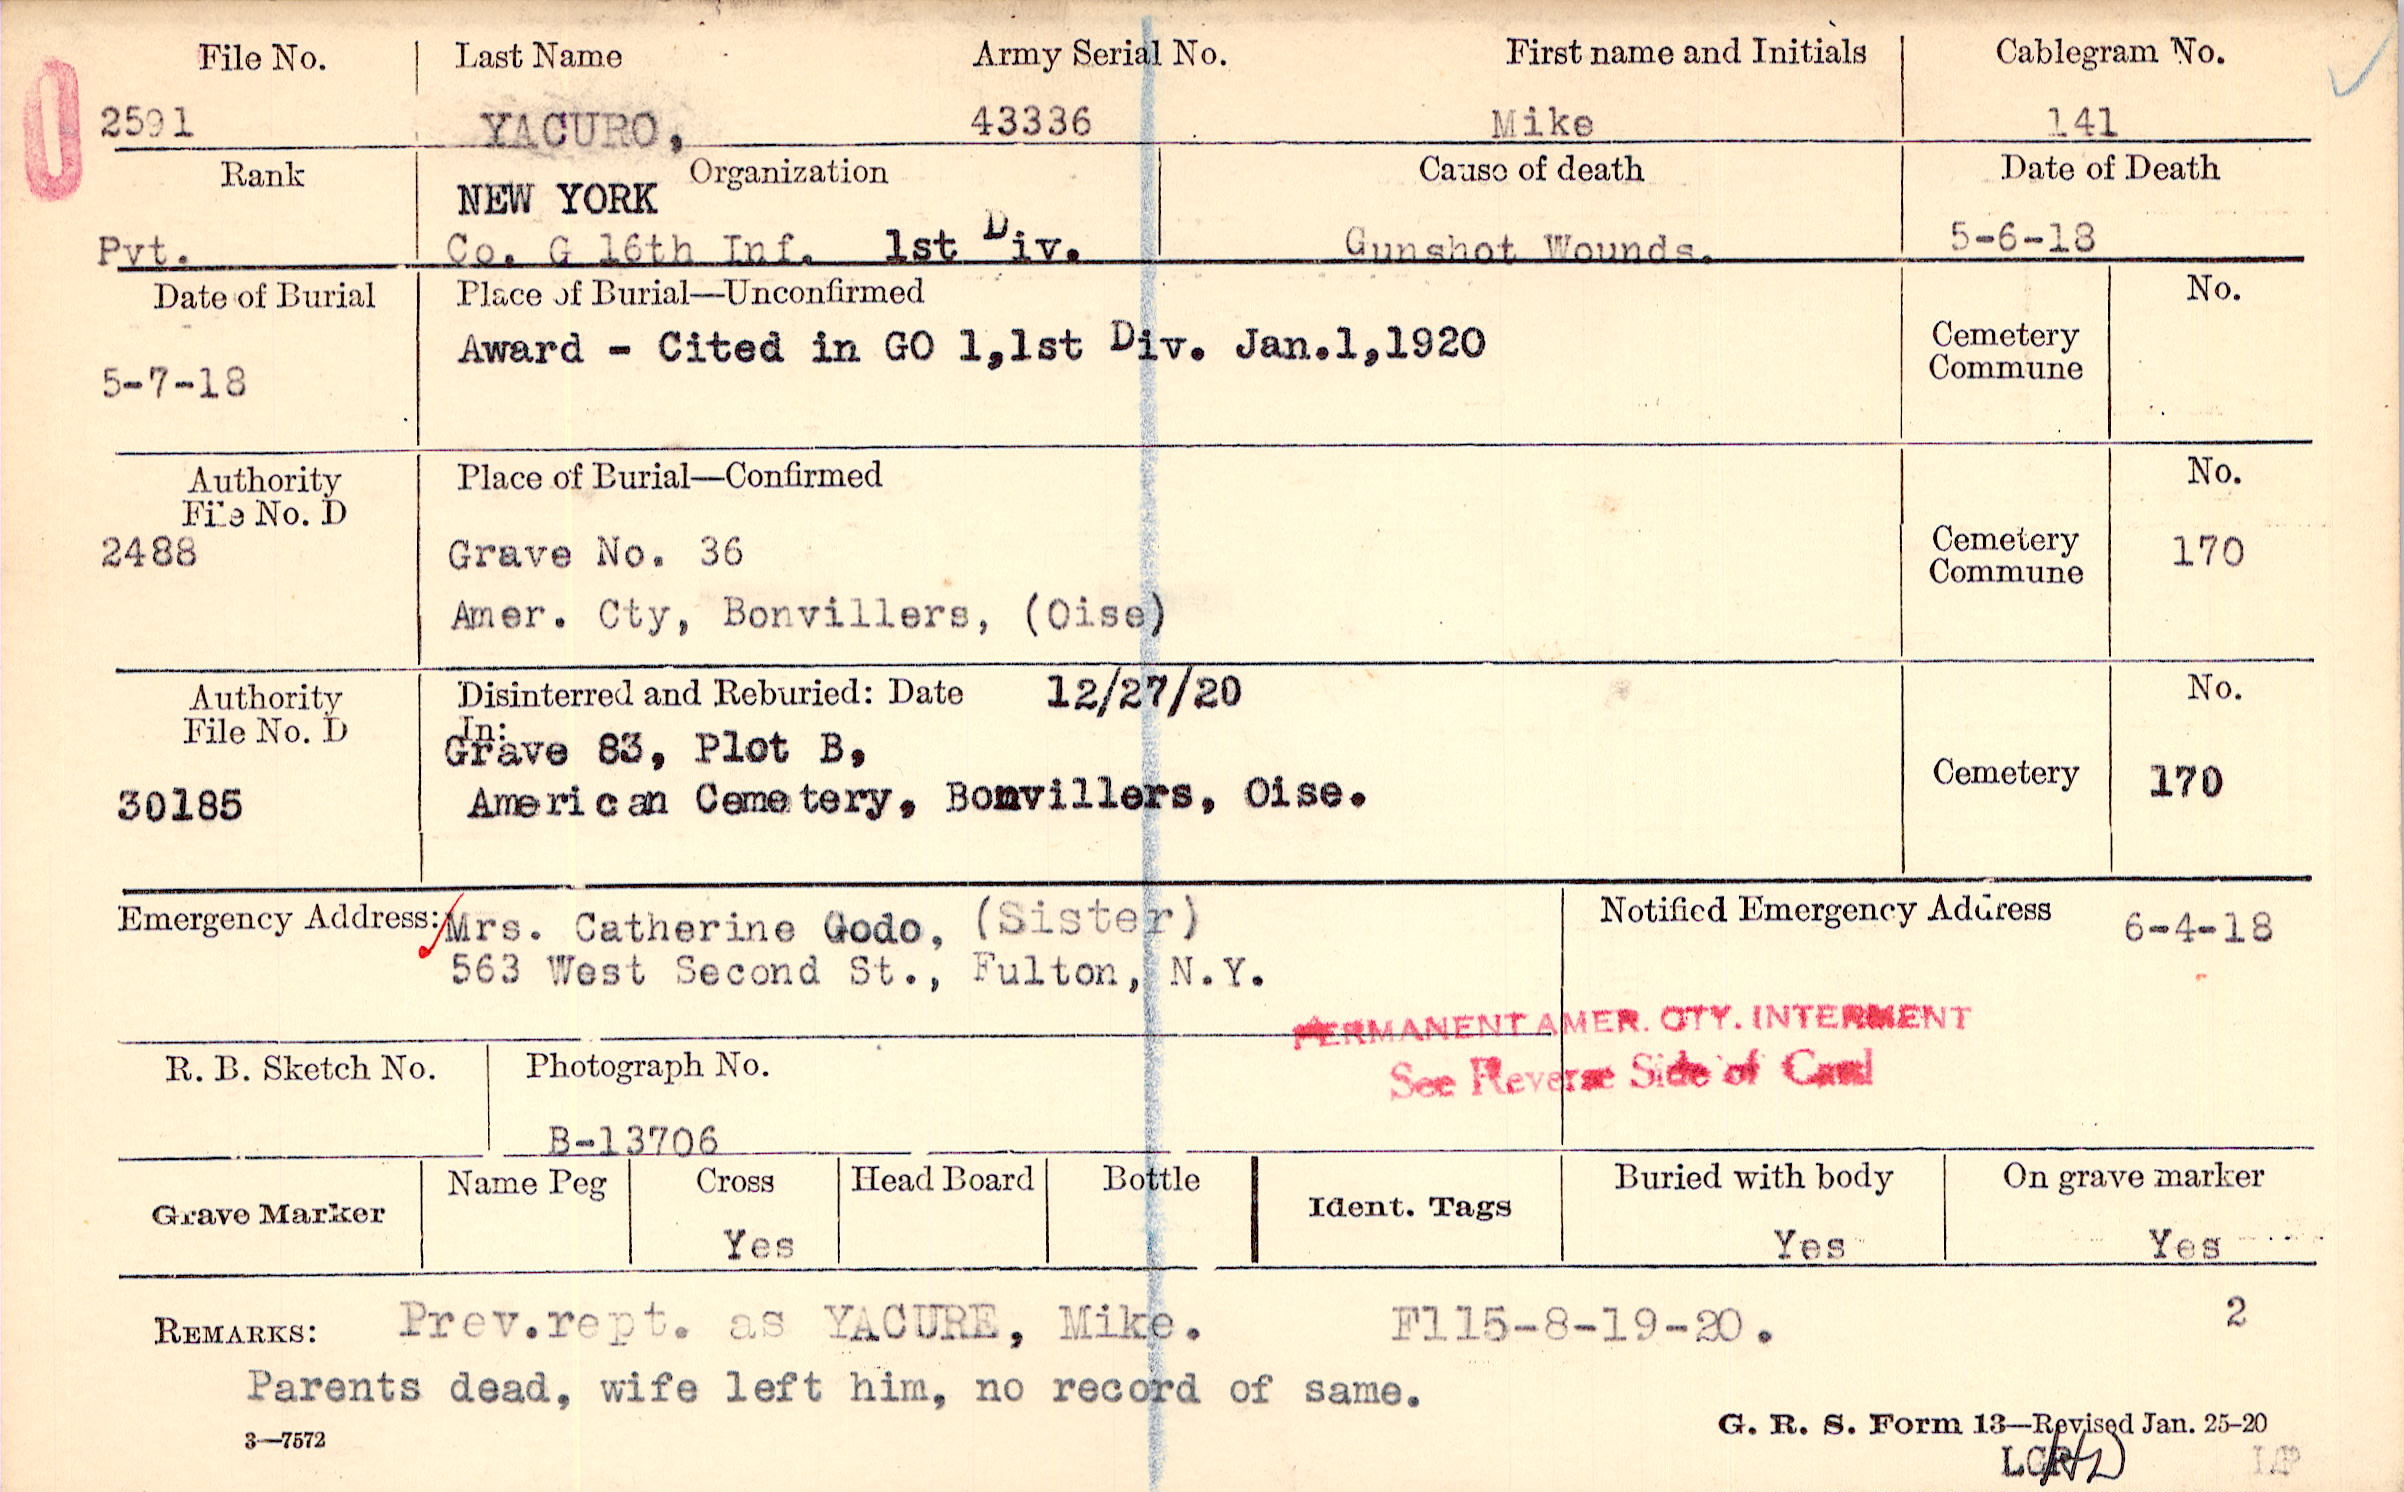 File No. Last Name Army Serial No. First name and Initials Cablegram No.
2591 YACURO, 43336 Mike 141
Rank Organization Cause of death Date of Death
NEW YORK
Pvt. Co. G 16th Inf. 1st Div. Gunshot Wounds. 5-6-18
Date of Burial Place of Burial—Unconfirmed No.
Award - Cited in GO 1,1st Div. Jan.1,1920 Cemetery
Commune
5-7-18
Authority Place of Burial—Confirmed No.
File No. D
2488 Grave No. 36 Cemetery 170
Commune
Amer. Cty, Bonvillers, (Oise)
Authority Disinterred and Reburied: Date 12/27/20 No.
File No. D In:
Grave 83, Plot B,
30185 American Cemetery, Bonvillers, Oise. Cemetery 170
Emergency Address: Mrs. Catherine Godo, (Sister) Notified Emergency Address 6-4-18
563 West Second St., Fulton, N.Y.
PERMANENT AMER. CTY. INTERMENT
See Reverse Side of Card
R. B. Sketch No. Photograph No.
B-13706
Grave Marker Name Peg Cross Head Board Bottle Ident. Tags Buried with body On grave marker
Yes Yes Yes
REMARKS: Prev.rept. as YACURE, Mike. F115-8-19-20. 2
Parents dead, wife left him, no record of same.
3—7572 G. R. S. Form 13—Revised Jan. 25-20